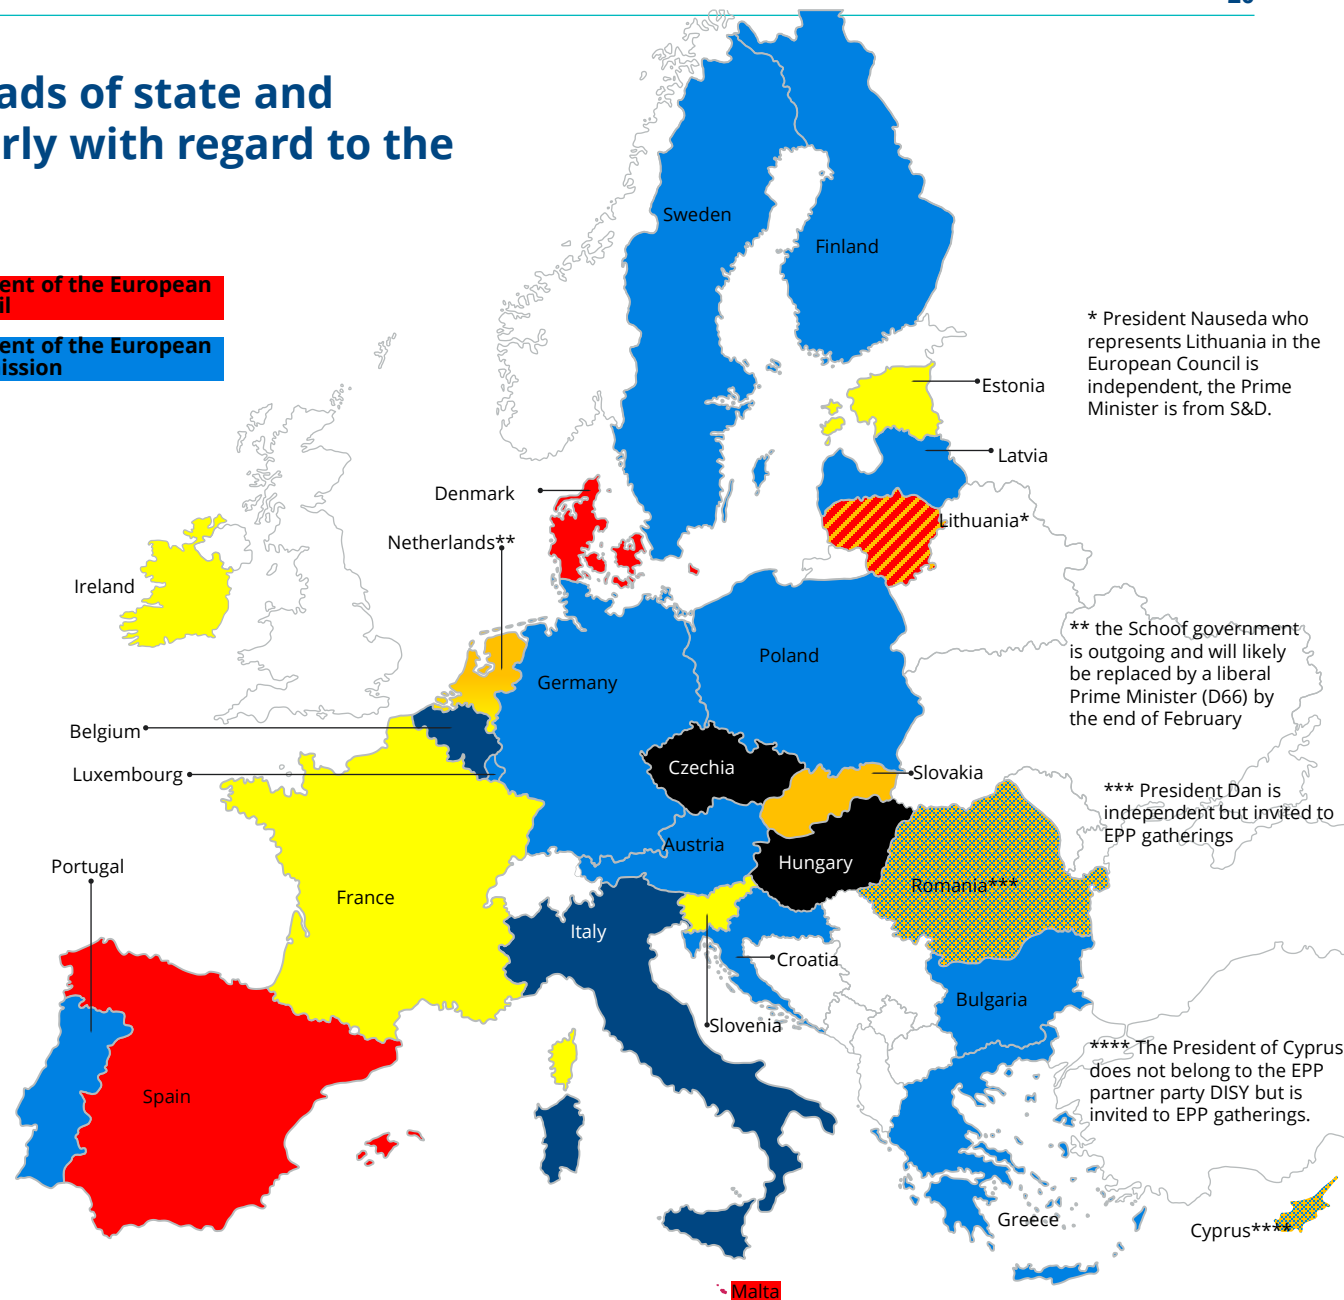 ads of state and
rly with regard to the
ent of the European
il
ent of the European
ission
Sweden
Finland
* President Nauseda who
represents Lithuania in the
European Council is
independent, the Prime
Minister is from S&D.
Estonia
Latvia
Denmark
Lithuania*
Netherlands**
Ireland
** the Schoof government
is outgoing and will likely
be replaced by a liberal
Prime Minister (D66) by
the end of February
Poland
Germany
Belgium
Luxembourg
Czechia
Slovakia
*** President Dan is
independent but invited to
EPP gatherings
Austria
Hungary
Portugal
France
Romania***
Italy
Croatia
Bulgaria
Slovenia
**** The President of Cyprus
does not belong to the EPP
partner party DISY but is
invited to EPP gatherings.
Spain
Greece
Cyprus****
Malta